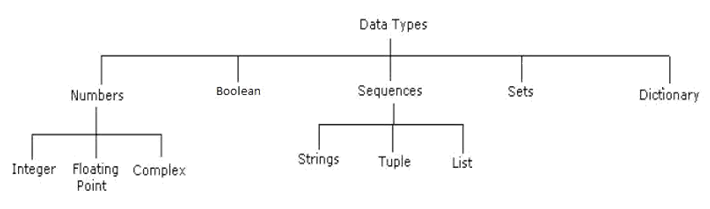 Data Types
Numbers
Boolean
Sequences
Sets
Dictionary
Integer
Floating
Point
Complex
Strings
Tuple
List